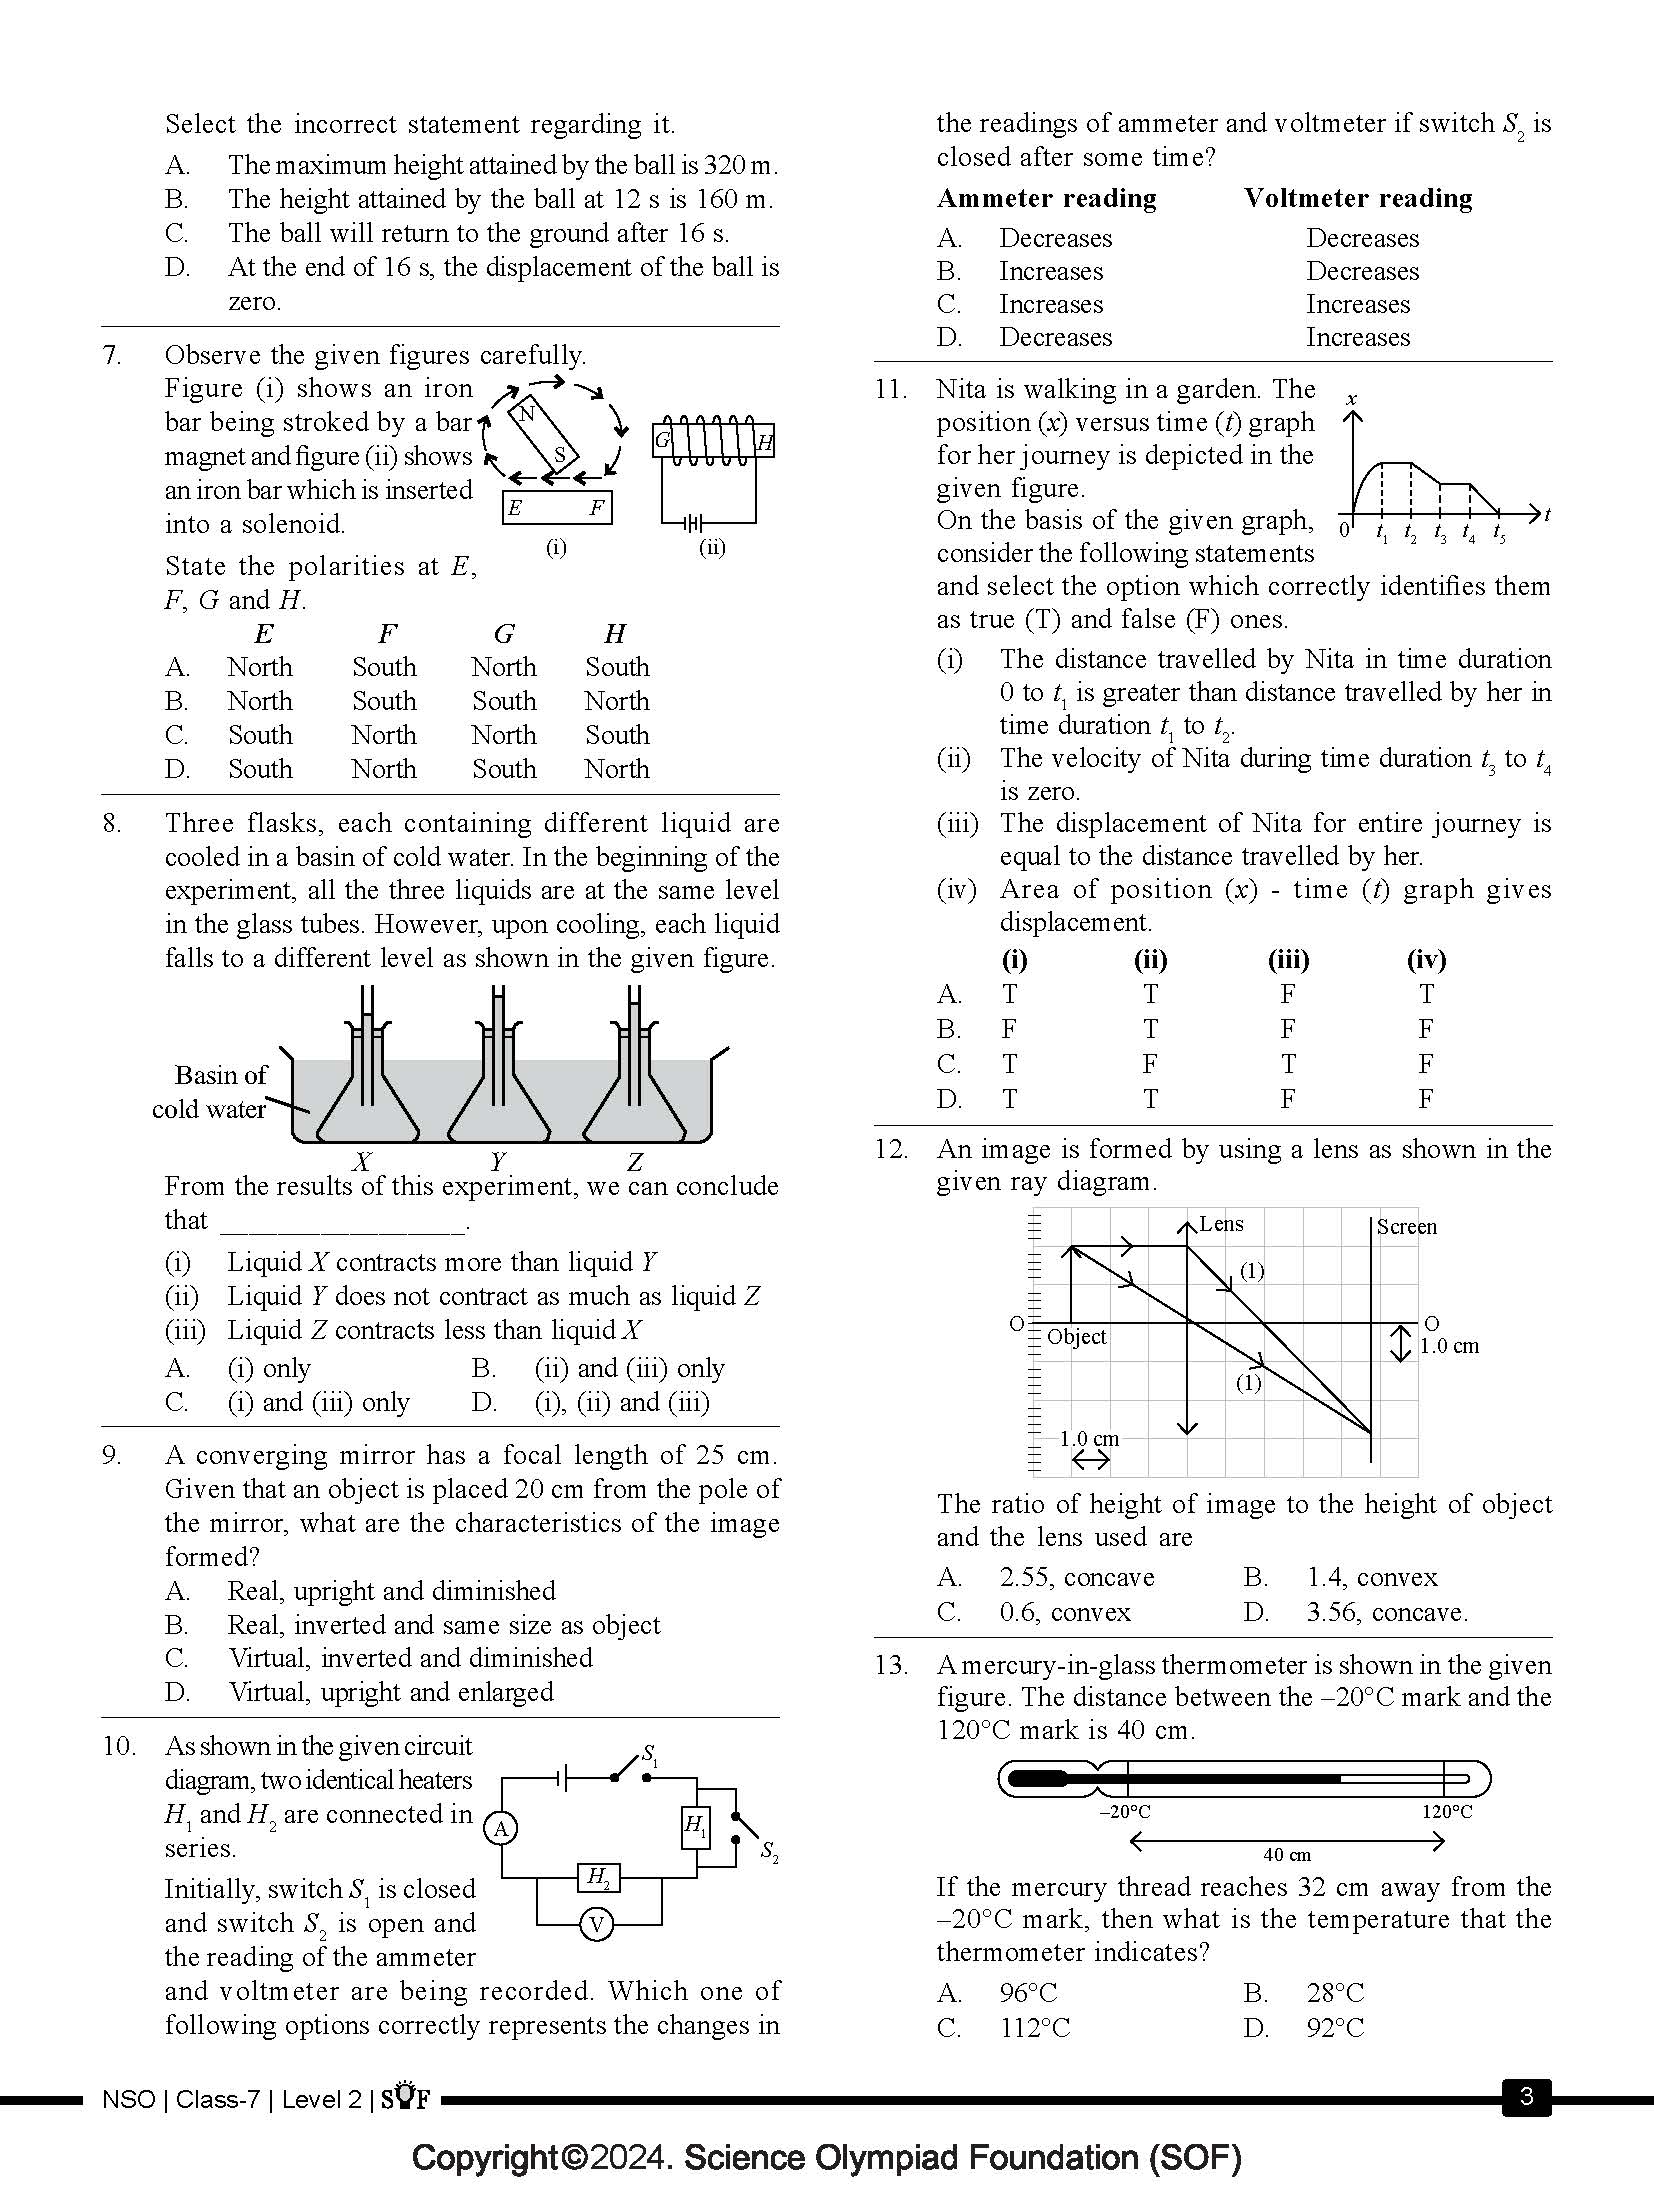 Select the incorrect statement regarding it.
A. The maximum height attained by the ball is 320 m.
B. The height attained by the ball at 12 s is 160 m.
C. The ball will return to the ground after 16 s.
D. At the end of 16 s, the displacement of the ball is
zero.
7. Observe the given figures carefully.
Figure (i) shows an iron
bar being stroked by a bar
magnet and figure (ii) shows
an iron bar which is inserted
into a solenoid.
State the polarities at E,
F, G and H.
N
S
E F
(i)
G H
(ii)
E F G H
A. North South North South
B. North South South North
C. South North North South
D. South North South North
8. Three flasks, each containing different liquid are
cooled in a basin of cold water. In the beginning of the
experiment, all the three liquids are at the same level
in the glass tubes. However, upon cooling, each liquid
falls to a different level as shown in the given figure.
Basin of
cold water
X Y Z
From the results of this experiment, we can conclude
that _________________.
(i) Liquid X contracts more than liquid Y
(ii) Liquid Y does not contract as much as liquid Z
(iii) Liquid Z contracts less than liquid X
A. (i) only B. (ii) and (iii) only
C. (i) and (iii) only D. (i), (ii) and (iii)
9. A converging mirror has a focal length of 25 cm.
Given that an object is placed 20 cm from the pole of
the mirror, what are the characteristics of the image
formed?
A. Real, upright and diminished
B. Real, inverted and same size as object
C. Virtual, inverted and diminished
D. Virtual, upright and enlarged
10. As shown in the given circuit
diagram, two identical heaters
H1 and H2 are connected in
series.
Initially, switch S1 is closed
and switch S2 is open and
the reading of the ammeter
and voltmeter are being recorded. Which one of
following options correctly represents the changes in
S1
A
H1
S2
H2
V
the readings of ammeter and voltmeter if switch S2 is
closed after some time?
Ammeter reading Voltmeter reading
A. Decreases Decreases
B. Increases Decreases
C. Increases Increases
D. Decreases Increases
11. Nita is walking in a garden. The
position (x) versus time (t) graph
for her journey is depicted in the
given figure.
On the basis of the given graph,
consider the following statements
and select the option which correctly identifies them
as true (T) and false (F) ones.
x
0 t1 t2 t3 t4 t5 t
(i) The distance travelled by Nita in time duration
0 to t1 is greater than distance travelled by her in
time duration t1 to t2.
(ii) The velocity of Nita during time duration t3 to t4
is zero.
(iii) The displacement of Nita for entire journey is
equal to the distance travelled by her.
(iv) Area of position (x) - time (t) graph gives
displacement.
(i) (ii) (iii) (iv)
A. T T F T
B. F T F F
C. T F T F
D. T T F F
12. An image is formed by using a lens as shown in the
given ray diagram.
Lens Screen
(1)
O Object O
1.0 cm
(1)
1.0 cm
The ratio of height of image to the height of object
and the lens used are
A. 2.55, concave B. 1.4, convex
C. 0.6, convex D. 3.56, concave.
13. A mercury-in-glass thermometer is shown in the given
figure. The distance between the –20°C mark and the
120°C mark is 40 cm.
–20°C 120°C
40 cm
If the mercury thread reaches 32 cm away from the
–20°C mark, then what is the temperature that the
thermometer indicates?
A. 96°C B. 28°C
C. 112°C D. 92°C
NSO | Class-7 | Level 2 | SOF
3
Copyright©2024. Science Olympiad Foundation (SOF)